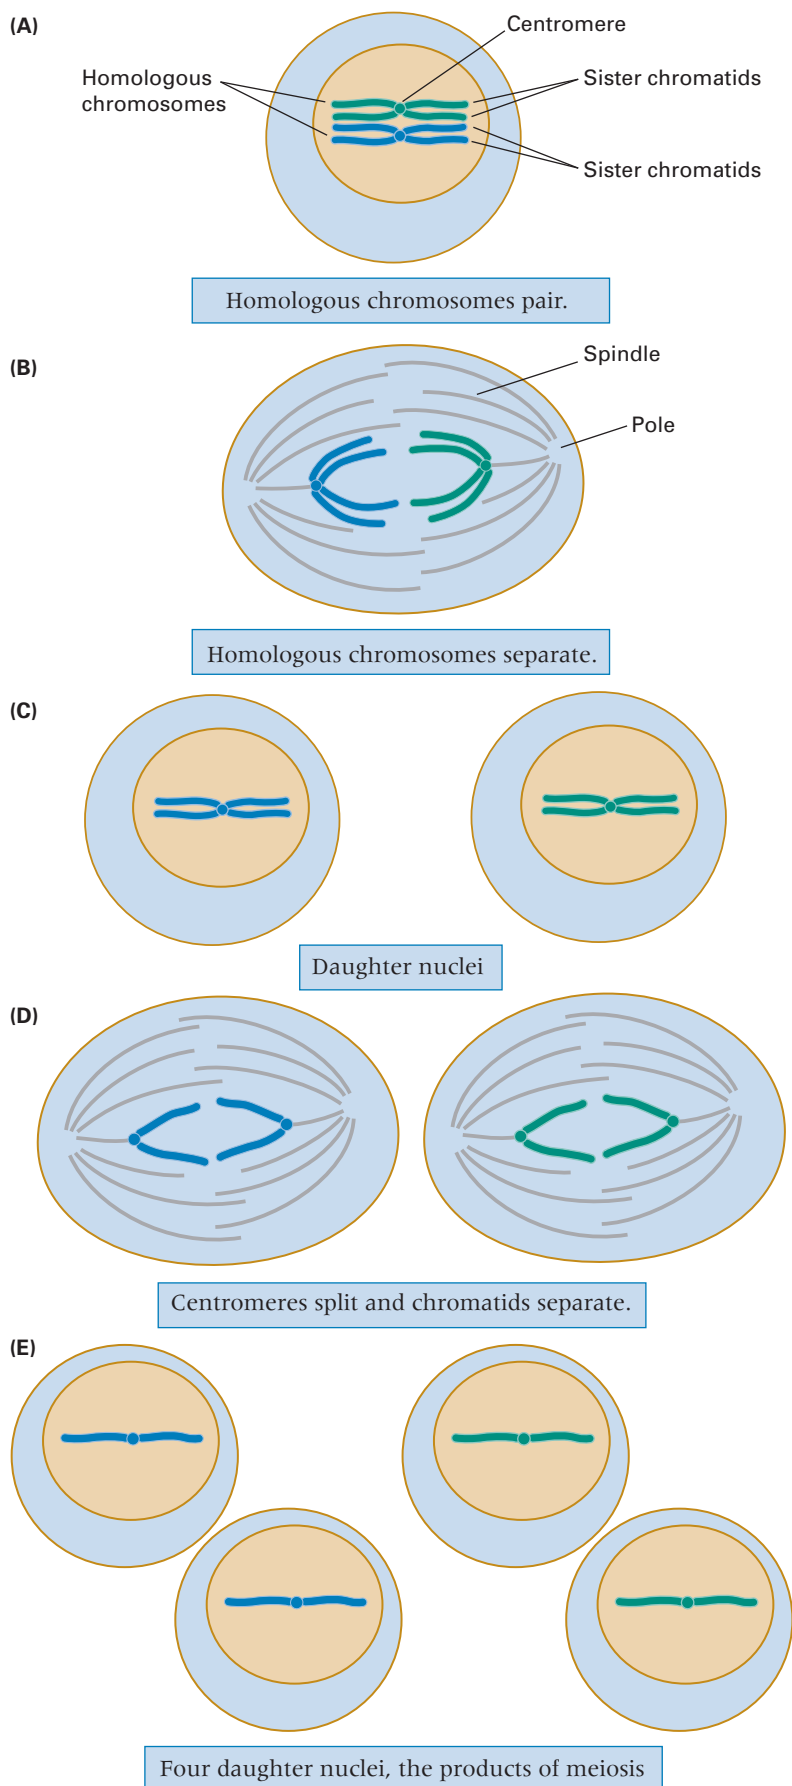 (A)
Centromere
Homologous
chromosomes
Sister chromatids
Sister chromatids
Homologous chromosomes pair.
(B)
Spindle
Pole
Homologous chromosomes separate.
(C)
Daughter nuclei
(D)
Centromeres split and chromatids separate.
(E)
Four daughter nuclei, the products of meiosis